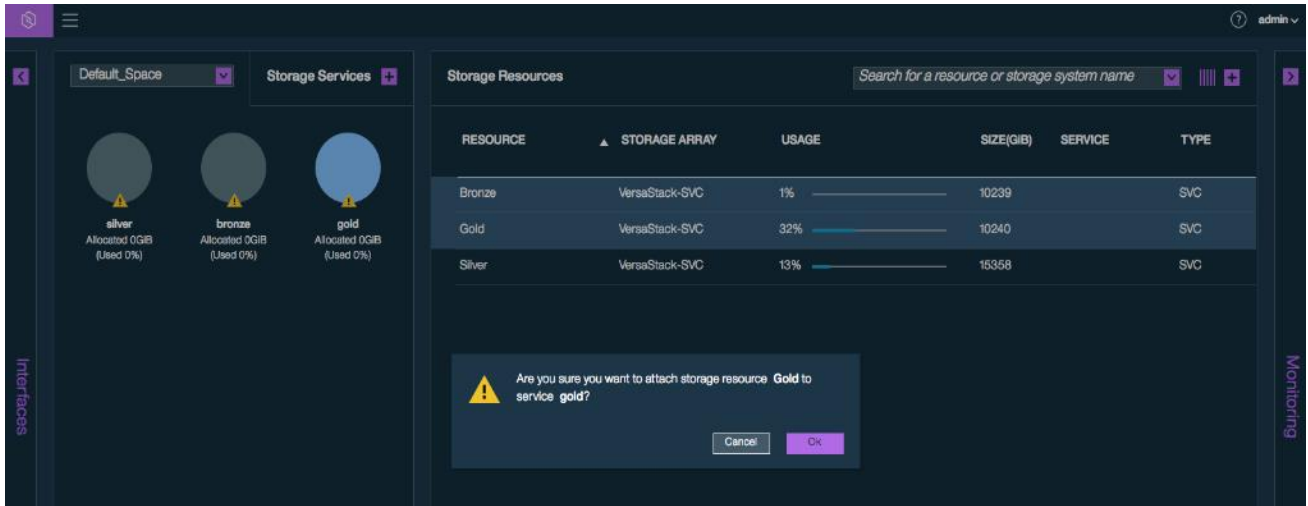 ? admin
Default_Space
Storage Services +
Storage Resources
Search for a resource or storage system name
RESOURCE STORAGE ARRAY USAGE SIZE(GiB) SERVICE TYPE
Bronze VersaStack-SVC 1% 10239 SVC
Gold VersaStack-SVC 32% 10240 SVC
Silver VersaStack-SVC 13% 15358 SVC
silver
Allocated 0GiB
(Used 0%)
bronze
Allocated 0GiB
(Used 0%)
gold
Allocated 0GiB
(Used 0%)
Are you sure you want to attach storage resource Gold to
service gold?
Cancel Ok
Interfaces
Monitoring